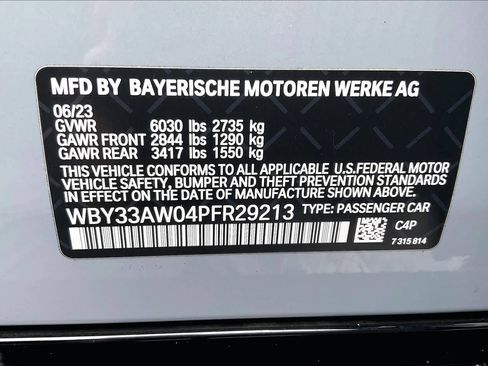 MFD BY BAYERISCHE MOTOREN WERKE AG
06/23
GVWR 6030 lbs 2735 kg
GAWR FRONT 2844 lbs 1290 kg
GAWR REAR 3417 lbs 1550 kg
THIS VEHICLE CONFORMS TO ALL APPLICABLE U.S.FEDERAL MOTOR
VEHICLE SAFETY, BUMPER AND THEFT PREVENTION STANDARDS
IN EFFECT ON THE DATE OF MANUFACTURE SHOWN ABOVE.
WBY33AW04PFR29213 TYPE: PASSENGER CAR
C4P
7 315 814